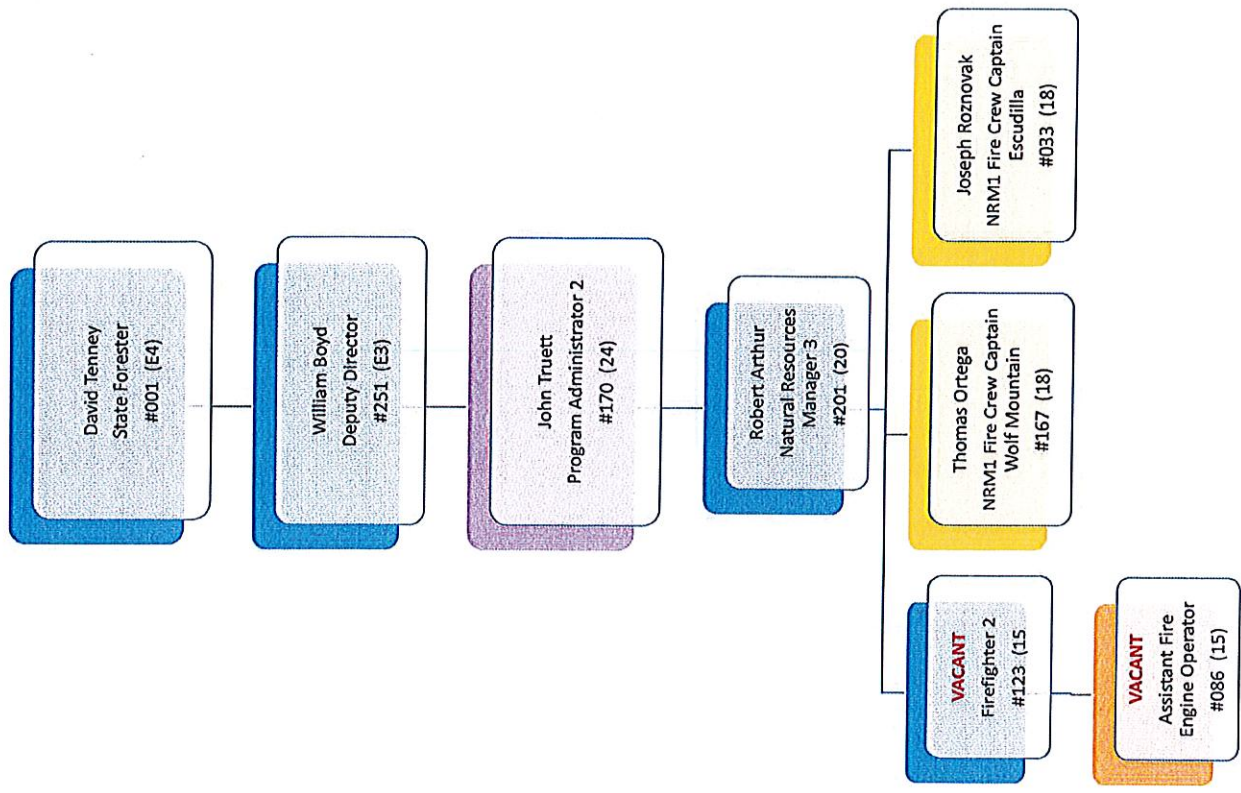 David Tenney
State Forester
#001 (E4)
William Boyd
Deputy Director
#251 (E3)
John Truett
Program Administrator 2
#170 (24)
Robert Arthur
Natural Resources
Manager 3
#201 (20)
VACANT
Firefighter 2
#123 (15
Thomas Ortega
NRM1 Fire Crew Captain
Wolf Mountain
#167 (18)
Joseph Roznovak
NRM1 Fire Crew Captain
Escudilla
#033 (18)
VACANT
Assistant Fire
Engine Operator
#086 (15)